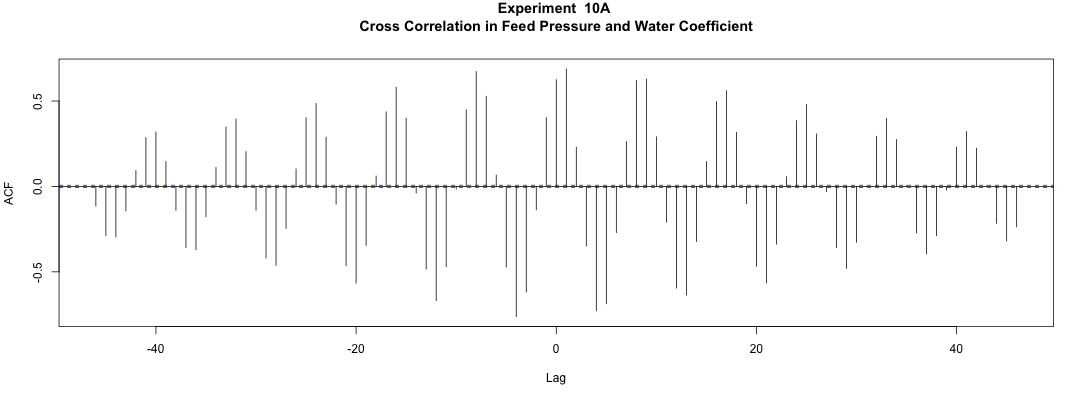 Experiment 10A
Cross Correlation in Feed Pressure and Water Coefficient
0.5
0.0
-0.5
ACF
-40 -20 0 20 40
Lag